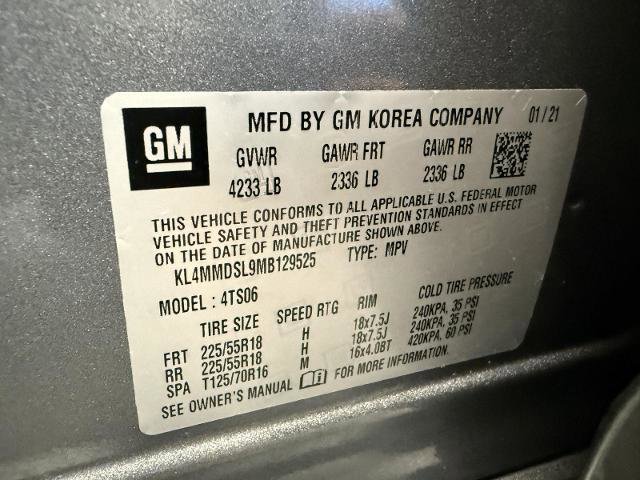 GM
MFD BY GM KOREA COMPANY 01/21
GVWR GAWR FRT GAWR RR
4233 LB 2336 LB 2336 LB
THIS VEHICLE CONFORMS TO ALL APPLICABLE U.S. FEDERAL MOTOR
VEHICLE SAFETY AND THEFT PREVENTION STANDARDS IN EFFECT
ON THE DATE OF MANUFACTURE SHOWN ABOVE.
KL4MMDSL9MB129525 TYPE: MPV
MODEL: 4TS06
TIRE SIZE SPEED RTG RIM COLD TIRE PRESSURE
FRT 225/55R18 H 18x7.5J 240KPA, 35 PSI
RR 225/55R18 H 18x7.5J 240KPA, 35 PSI
SPA T125/70R16 M 16x4.0BT 420KPA, 60 PSI
SEE OWNER'S MANUAL FOR MORE INFORMATION.